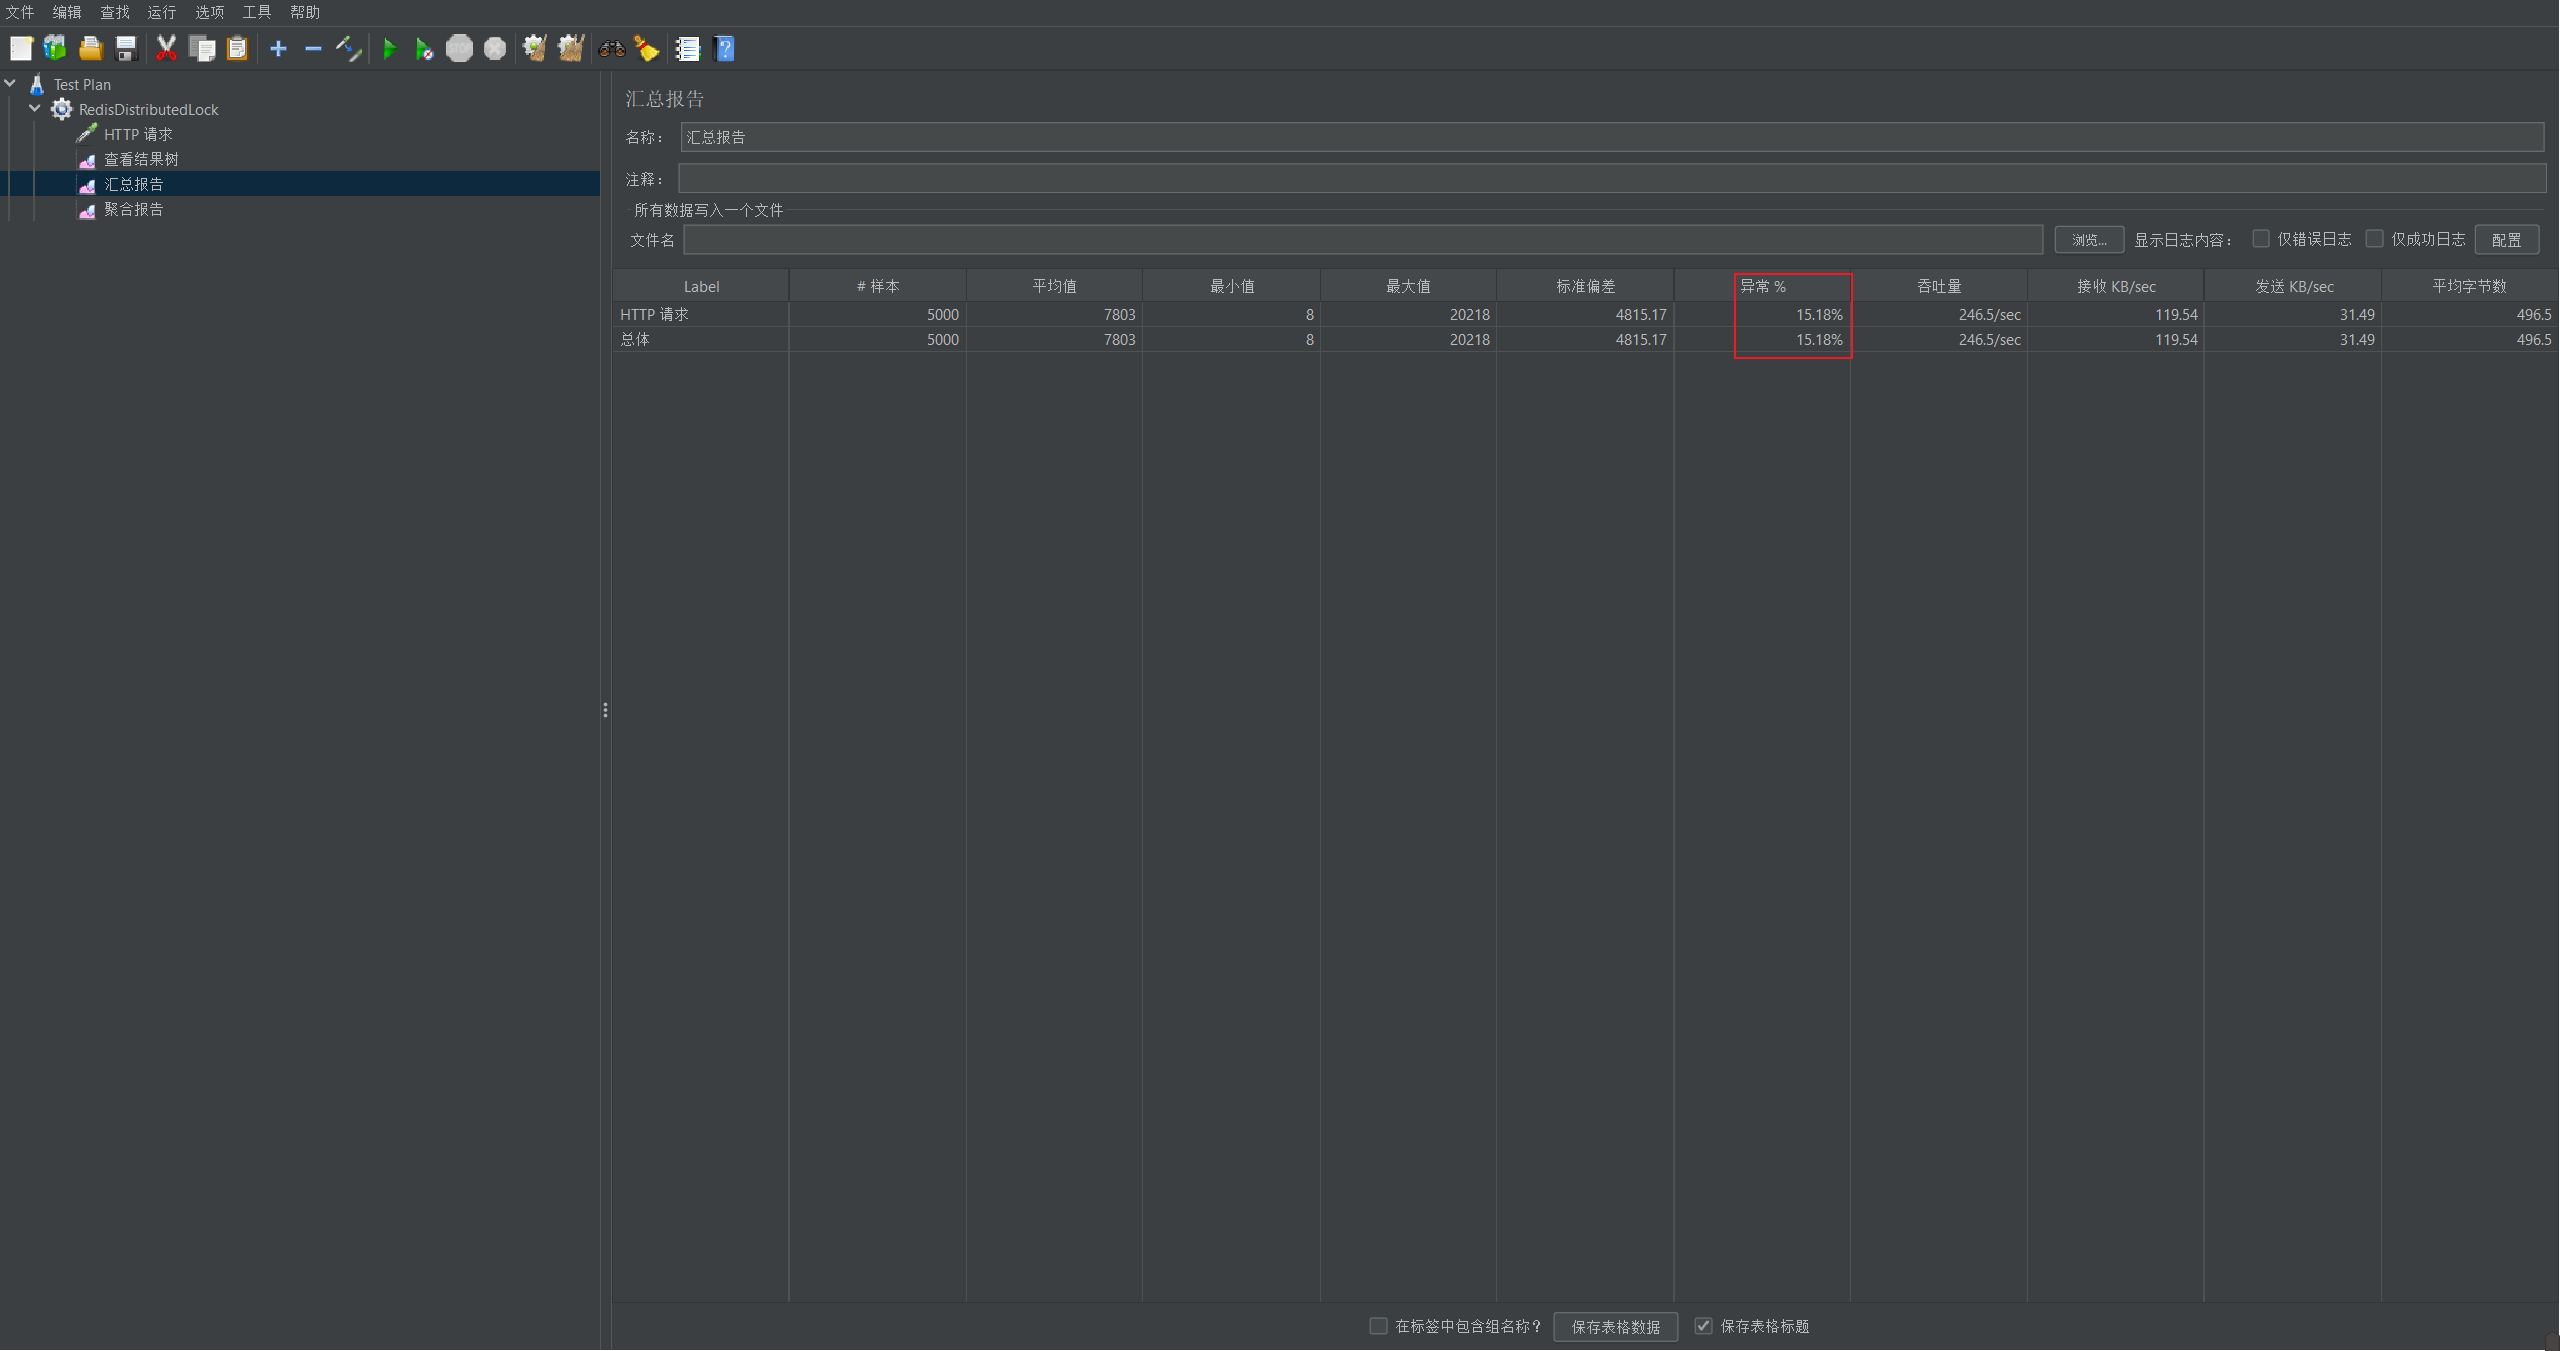 文件 编辑 查找 运行 选项 工具 帮助
STOP
Test Plan
RedisDistributedLock
HTTP 请求
查看结果树
汇总报告
聚合报告
汇总报告
名称： 汇总报告
注释：
所有数据写入一个文件
文件名 浏览... 显示日志内容： 仅错误日志 仅成功日志 配置
Label # 样本 平均值 最小值 最大值 标准偏差 异常 % 吞吐量 接收 KB/sec 发送 KB/sec 平均字节数
HTTP 请求 5000 7803 8 20218 4815.17 15.18% 246.5/sec 119.54 31.49 496.5
总体 5000 7803 8 20218 4815.17 15.18% 246.5/sec 119.54 31.49 496.5
在标签中包含组名称？ 保存表格数据 保存表格标题